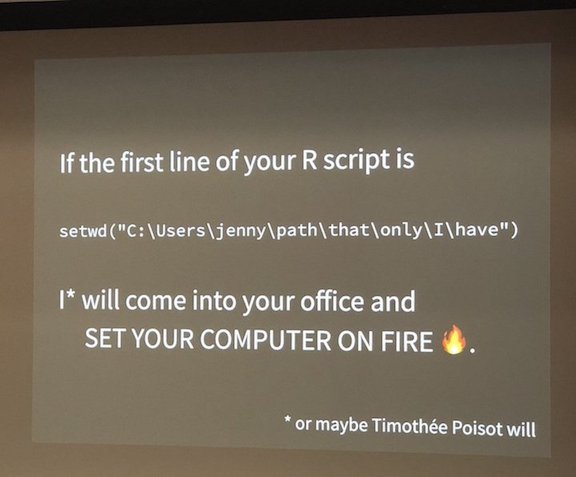 If the first line of your R script is
setwd("C:\Users\jenny\path\that\only\I\have")
I* will come into your office and
SET YOUR COMPUTER ON FIRE 🔥.
* or maybe Timothée Poisot will